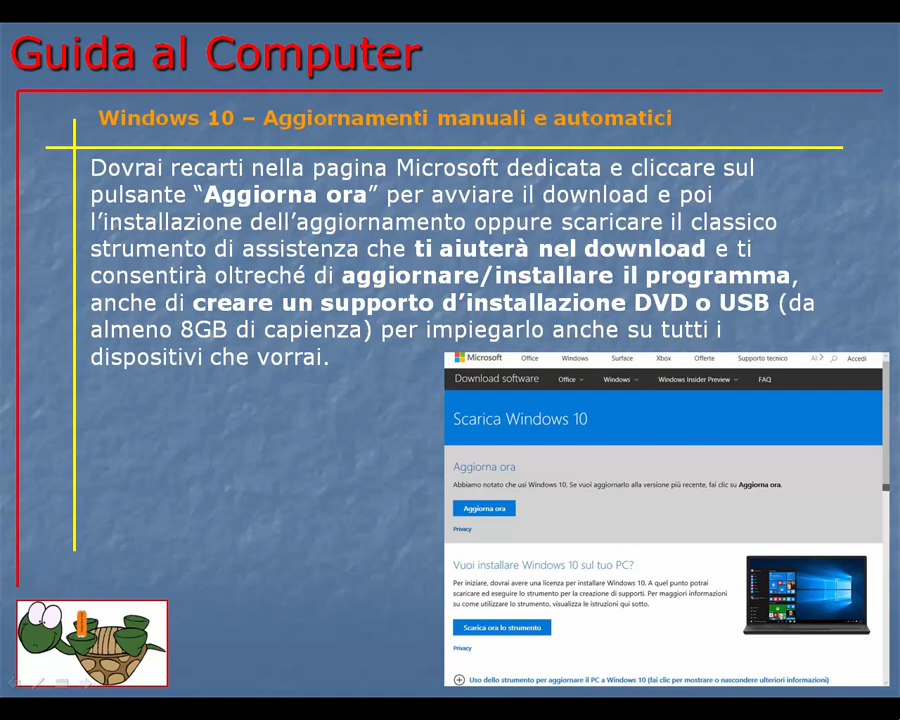 Guida al Computer
Windows 10 – Aggiornamenti manuali e automatici
Dovrai recarti nella pagina Microsoft dedicata e cliccare sul
pulsante “Aggiorna ora” per avviare il download e poi
l’installazione dell’aggiornamento oppure scaricare il classico
strumento di assistenza che ti aiuterà nel download e ti
consentirà oltreché di aggiornare/installare il programma,
anche di creare un supporto d’installazione DVD o USB (da
almeno 8GB di capienza) per impiegarlo anche su tutti i
dispositivi che vorrai.
Microsoft Office Windows Surface Xbox Offerte Supporto tecnico Accedi
Download software Office Windows Windows Insider Preview FAQ
Scarica Windows 10
Aggiorna ora
Abbiamo notato che usi Windows 10. Se vuoi aggiornarlo alla versione più recente, fai clic su Aggiorna ora.
Aggiorna ora
Privacy
Vuoi installare Windows 10 sul tuo PC?
Per iniziare, dovrai avere una licenza per installare Windows 10. A quel punto potrai
scaricare ed eseguire lo strumento per la creazione di supporti. Per maggiori informazioni
su come utilizzare lo strumento, visualizza le istruzioni qui sotto.
Scarica ora lo strumento
Privacy
Uso dello strumento per aggiornare il PC a Windows 10 (fai clic per mostrare o nascondere ulteriori informazioni)